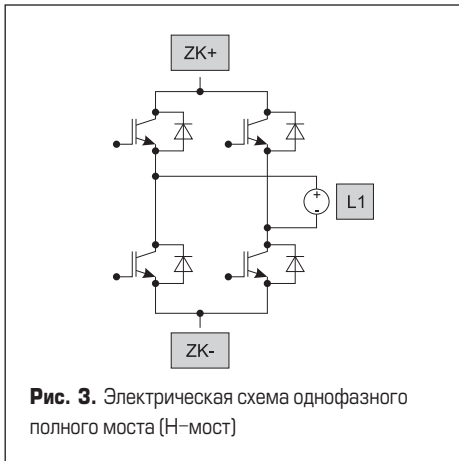 ZK+
+
-
L1
ZK-
Рис. 3. Электрическая схема однофазного
полного моста (Н–мост)